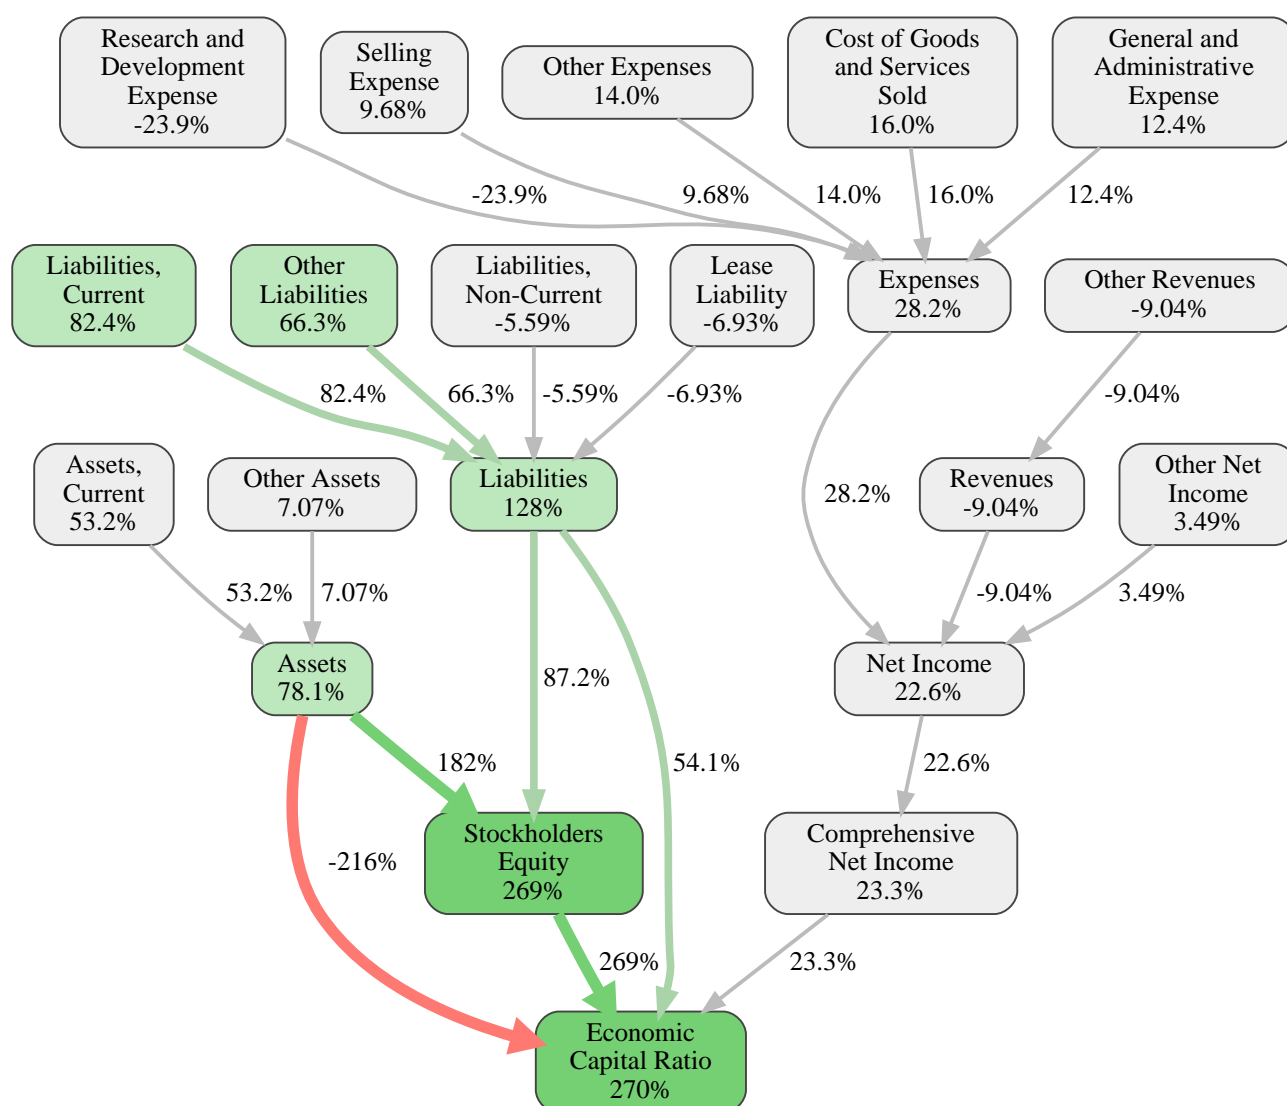 Research and
Development
Expense
-23.9%
Selling
Expense
9.68%
Other Expenses
14.0%
Cost of Goods
and Services
Sold
16.0%
General and
Administrative
Expense
12.4%
-23.9%
9.68%
14.0%
16.0%
12.4%
Liabilities,
Current
82.4%
Other
Liabilities
66.3%
Liabilities,
Non-Current
-5.59%
Lease
Liability
-6.93%
Expenses
28.2%
Other Revenues
-9.04%
82.4%
66.3%
-5.59%
-6.93%
-9.04%
Assets,
Current
53.2%
Other Assets
7.07%
Liabilities
128%
28.2%
Revenues
-9.04%
Other Net
Income
3.49%
53.2%
7.07%
-9.04%
3.49%
Assets
78.1%
87.2%
Net Income
22.6%
182%
54.1%
22.6%
-216%
Stockholders
Equity
269%
Comprehensive
Net Income
23.3%
269%
23.3%
Economic
Capital Ratio
270%